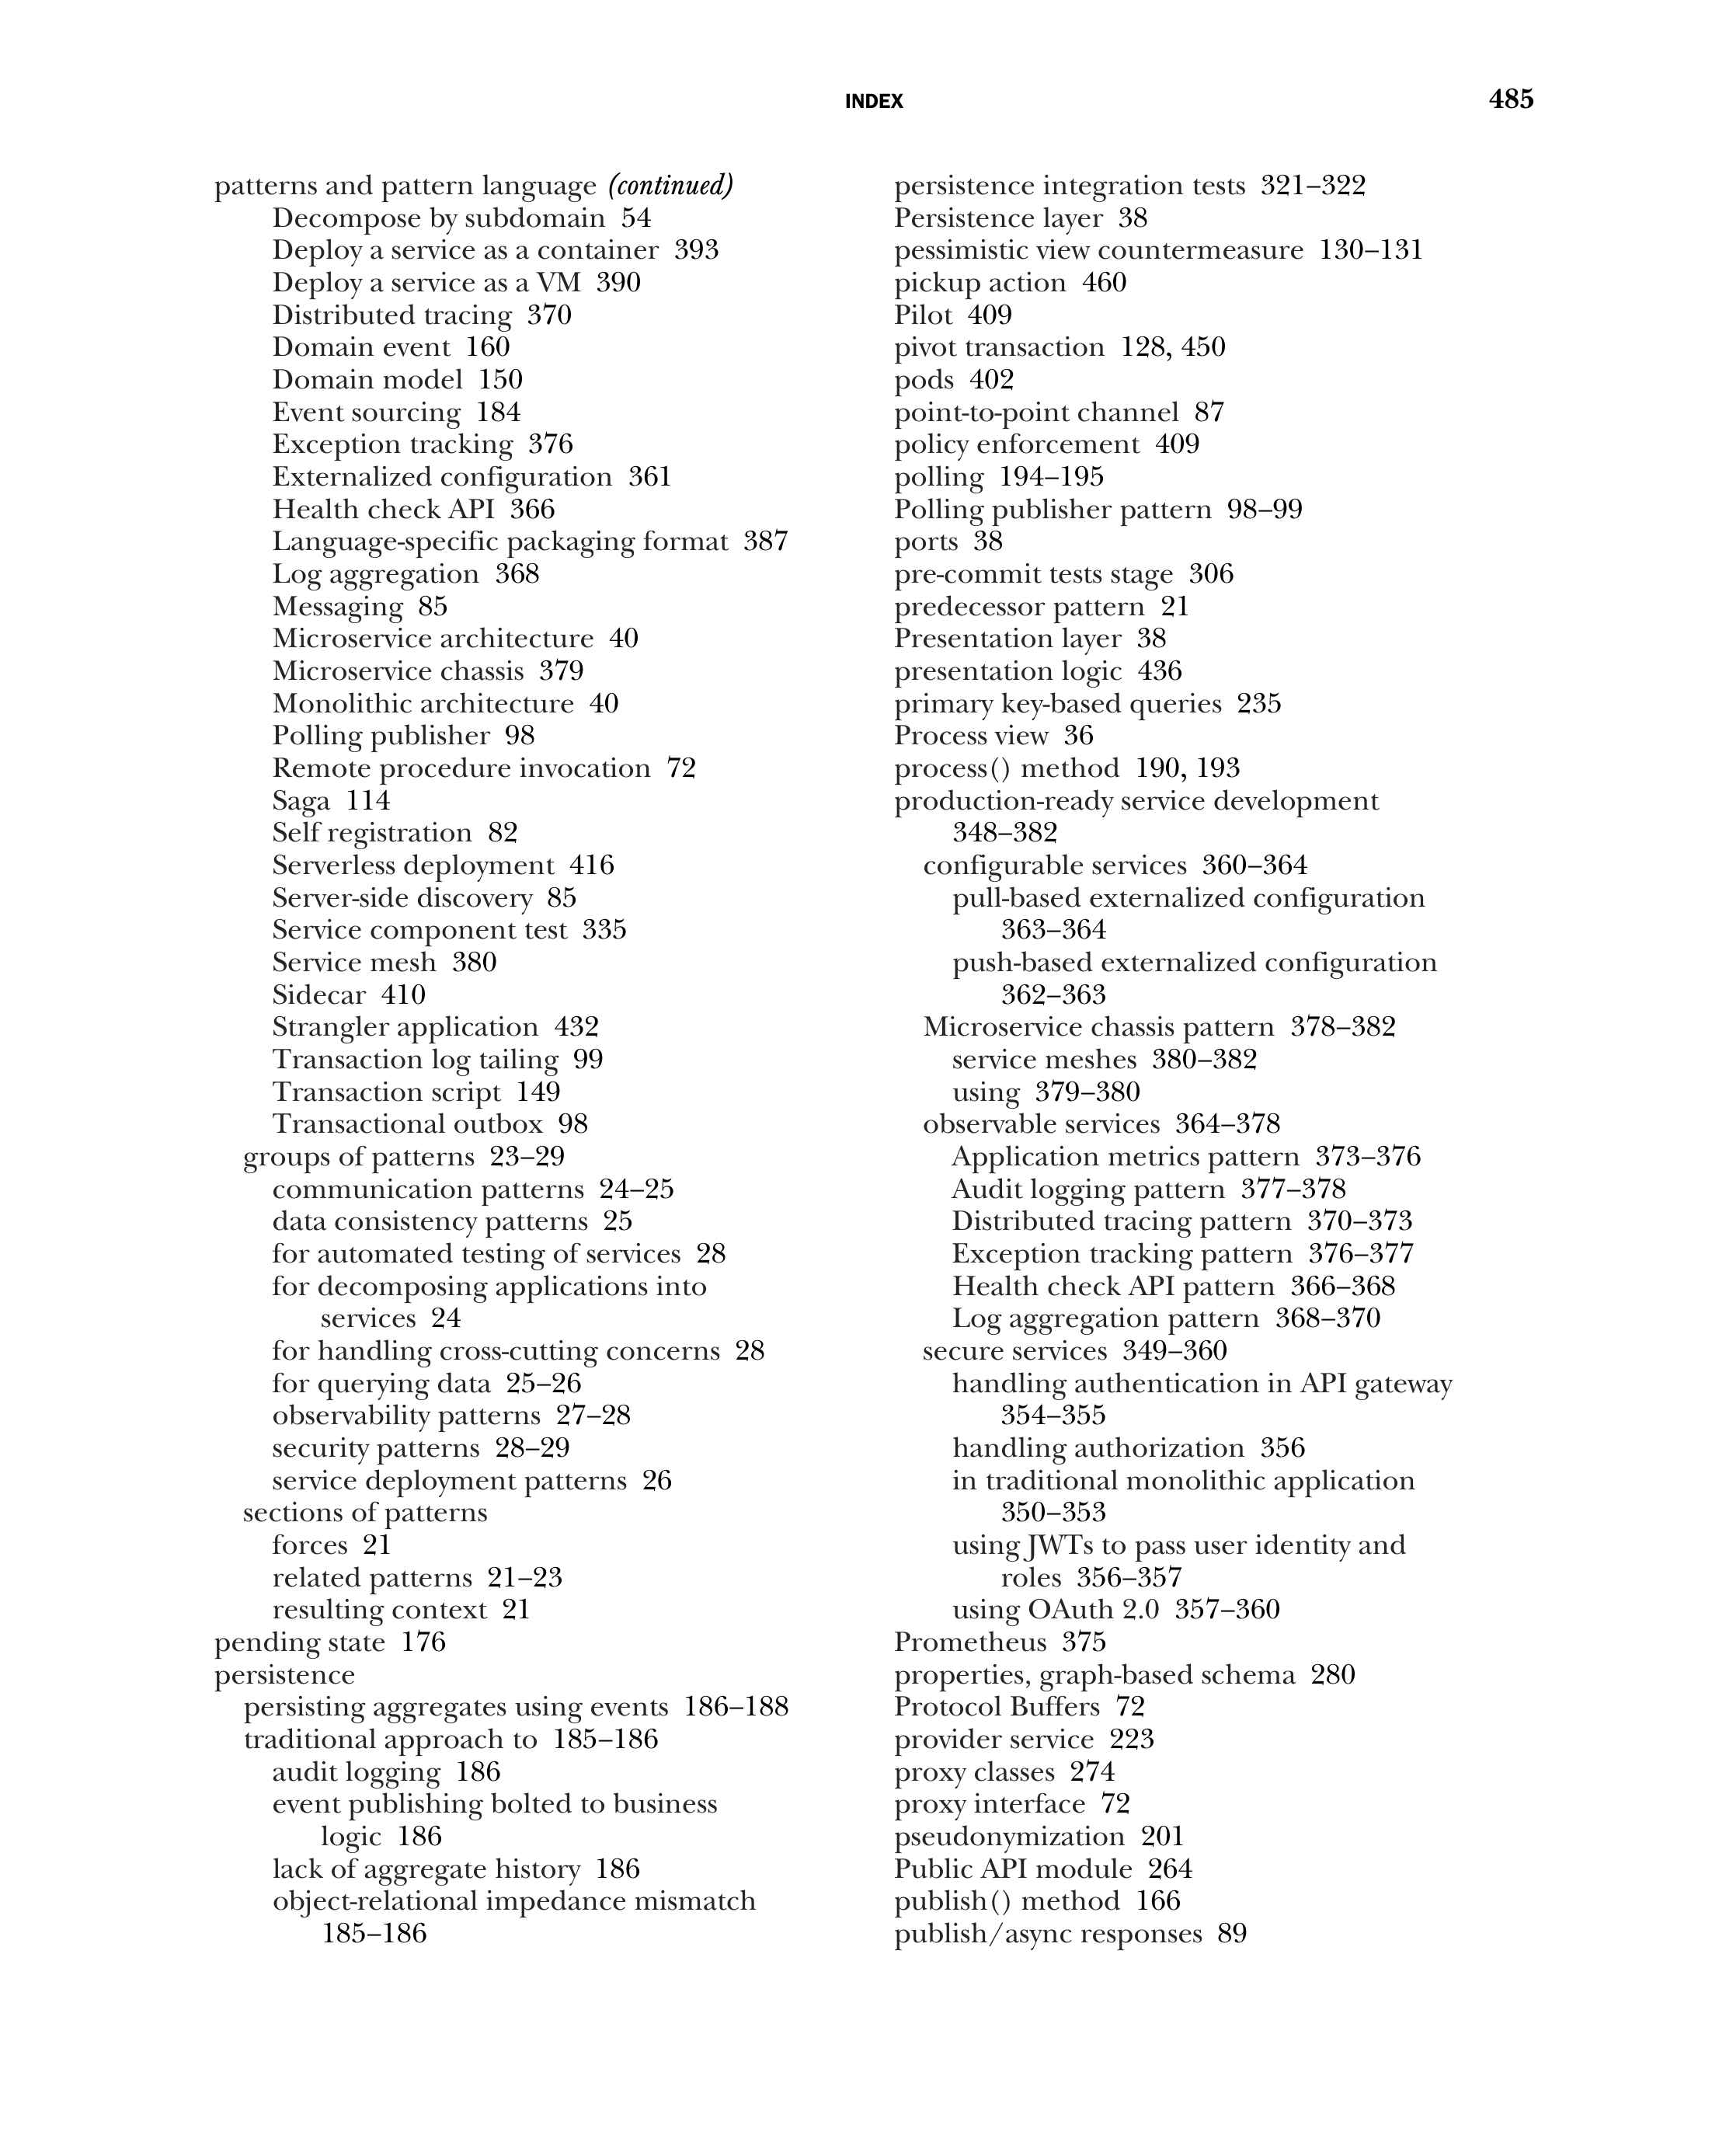 INDEX 485
patterns and pattern language (continued)
Decompose by subdomain 54
Deploy a service as a container 393
Deploy a service as a VM 390
Distributed tracing 370
Domain event 160
Domain model 150
Event sourcing 184
Exception tracking 376
Externalized configuration 361
Health check API 366
Language-specific packaging format 387
Log aggregation 368
Messaging 85
Microservice architecture 40
Microservice chassis 379
Monolithic architecture 40
Polling publisher 98
Remote procedure invocation 72
Saga 114
Self registration 82
Serverless deployment 416
Server-side discovery 85
Service component test 335
Service mesh 380
Sidecar 410
Strangler application 432
Transaction log tailing 99
Transaction script 149
Transactional outbox 98
groups of patterns 23–29
communication patterns 24–25
data consistency patterns 25
for automated testing of services 28
for decomposing applications into
services 24
for handling cross-cutting concerns 28
for querying data 25–26
observability patterns 27–28
security patterns 28–29
service deployment patterns 26
sections of patterns
forces 21
related patterns 21–23
resulting context 21
pending state 176
persistence
persisting aggregates using events 186–188
traditional approach to 185–186
audit logging 186
event publishing bolted to business
logic 186
lack of aggregate history 186
object-relational impedance mismatch
185–186
persistence integration tests 321–322
Persistence layer 38
pessimistic view countermeasure 130–131
pickup action 460
Pilot 409
pivot transaction 128, 450
pods 402
point-to-point channel 87
policy enforcement 409
polling 194–195
Polling publisher pattern 98–99
ports 38
pre-commit tests stage 306
predecessor pattern 21
Presentation layer 38
presentation logic 436
primary key-based queries 235
Process view 36
process() method 190, 193
production-ready service development
348–382
configurable services 360–364
pull-based externalized configuration
363–364
push-based externalized configuration
362–363
Microservice chassis pattern 378–382
service meshes 380–382
using 379–380
observable services 364–378
Application metrics pattern 373–376
Audit logging pattern 377–378
Distributed tracing pattern 370–373
Exception tracking pattern 376–377
Health check API pattern 366–368
Log aggregation pattern 368–370
secure services 349–360
handling authentication in API gateway
354–355
handling authorization 356
in traditional monolithic application
350–353
using JWTs to pass user identity and
roles 356–357
using OAuth 2.0 357–360
Prometheus 375
properties, graph-based schema 280
Protocol Buffers 72
provider service 223
proxy classes 274
proxy interface 72
pseudonymization 201
Public API module 264
publish() method 166
publish/async responses 89